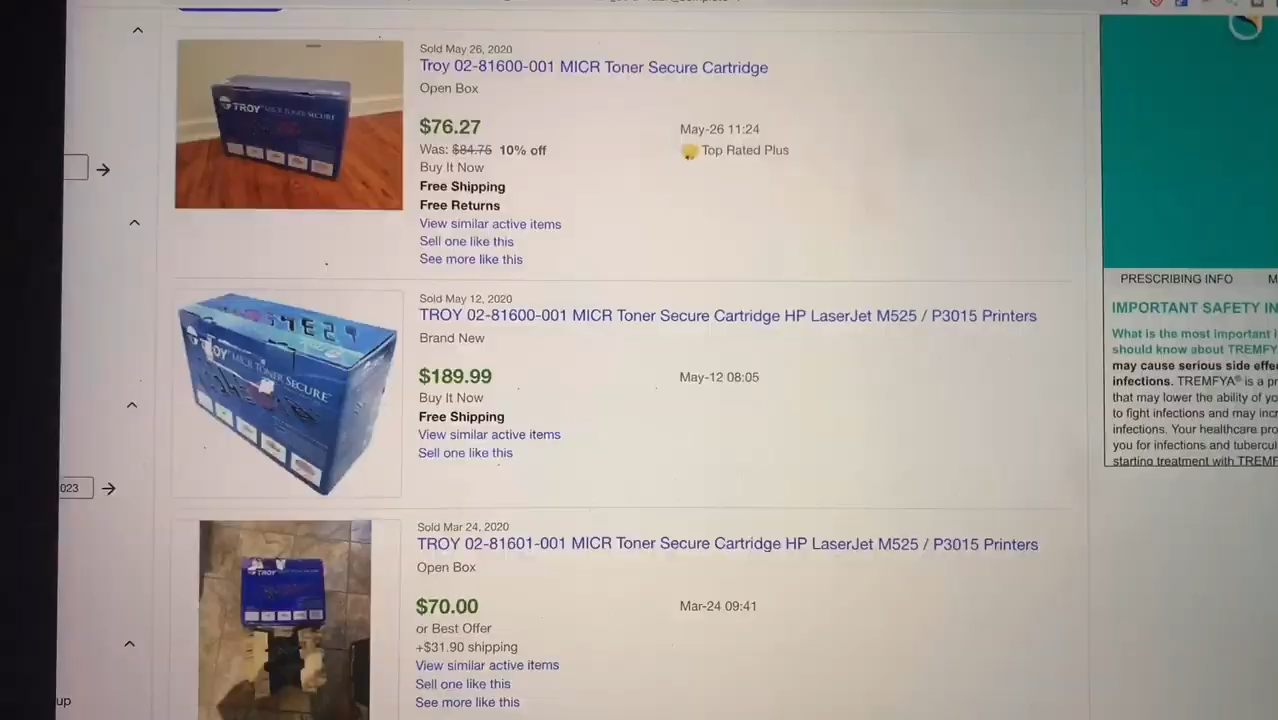 Sold May 26, 2020
Troy 02-81600-001 MICR Toner Secure Cartridge
Open Box
$76.27
Was: $84.75 10% off
Buy It Now
Free Shipping
Free Returns
View similar active items
Sell one like this
See more like this
May-26 11:24
Top Rated Plus
TROY MICR TONER SECURE
Sold May 12, 2020
TROY 02-81600-001 MICR Toner Secure Cartridge HP LaserJet M525 / P3015 Printers
Brand New
$189.99
Buy It Now
Free Shipping
View similar active items
Sell one like this
May-12 08:05
TROY MICR TONER SECURE
023
Sold Mar 24, 2020
TROY 02-81601-001 MICR Toner Secure Cartridge HP LaserJet M525 / P3015 Printers
Open Box
$70.00
or Best Offer
+$31.90 shipping
View similar active items
Sell one like this
See more like this
Mar-24 09:41
TROY
up
PRESCRIBING INFO M
IMPORTANT SAFETY IN
What is the most important i
should know about TREMFY
may cause serious side effe
infections. TREMFYA® is a pr
that may lower the ability of yo
to fight infections and may incr
infections. Your healthcare pro
you for infections and tubercul
starting treatment with TREMF